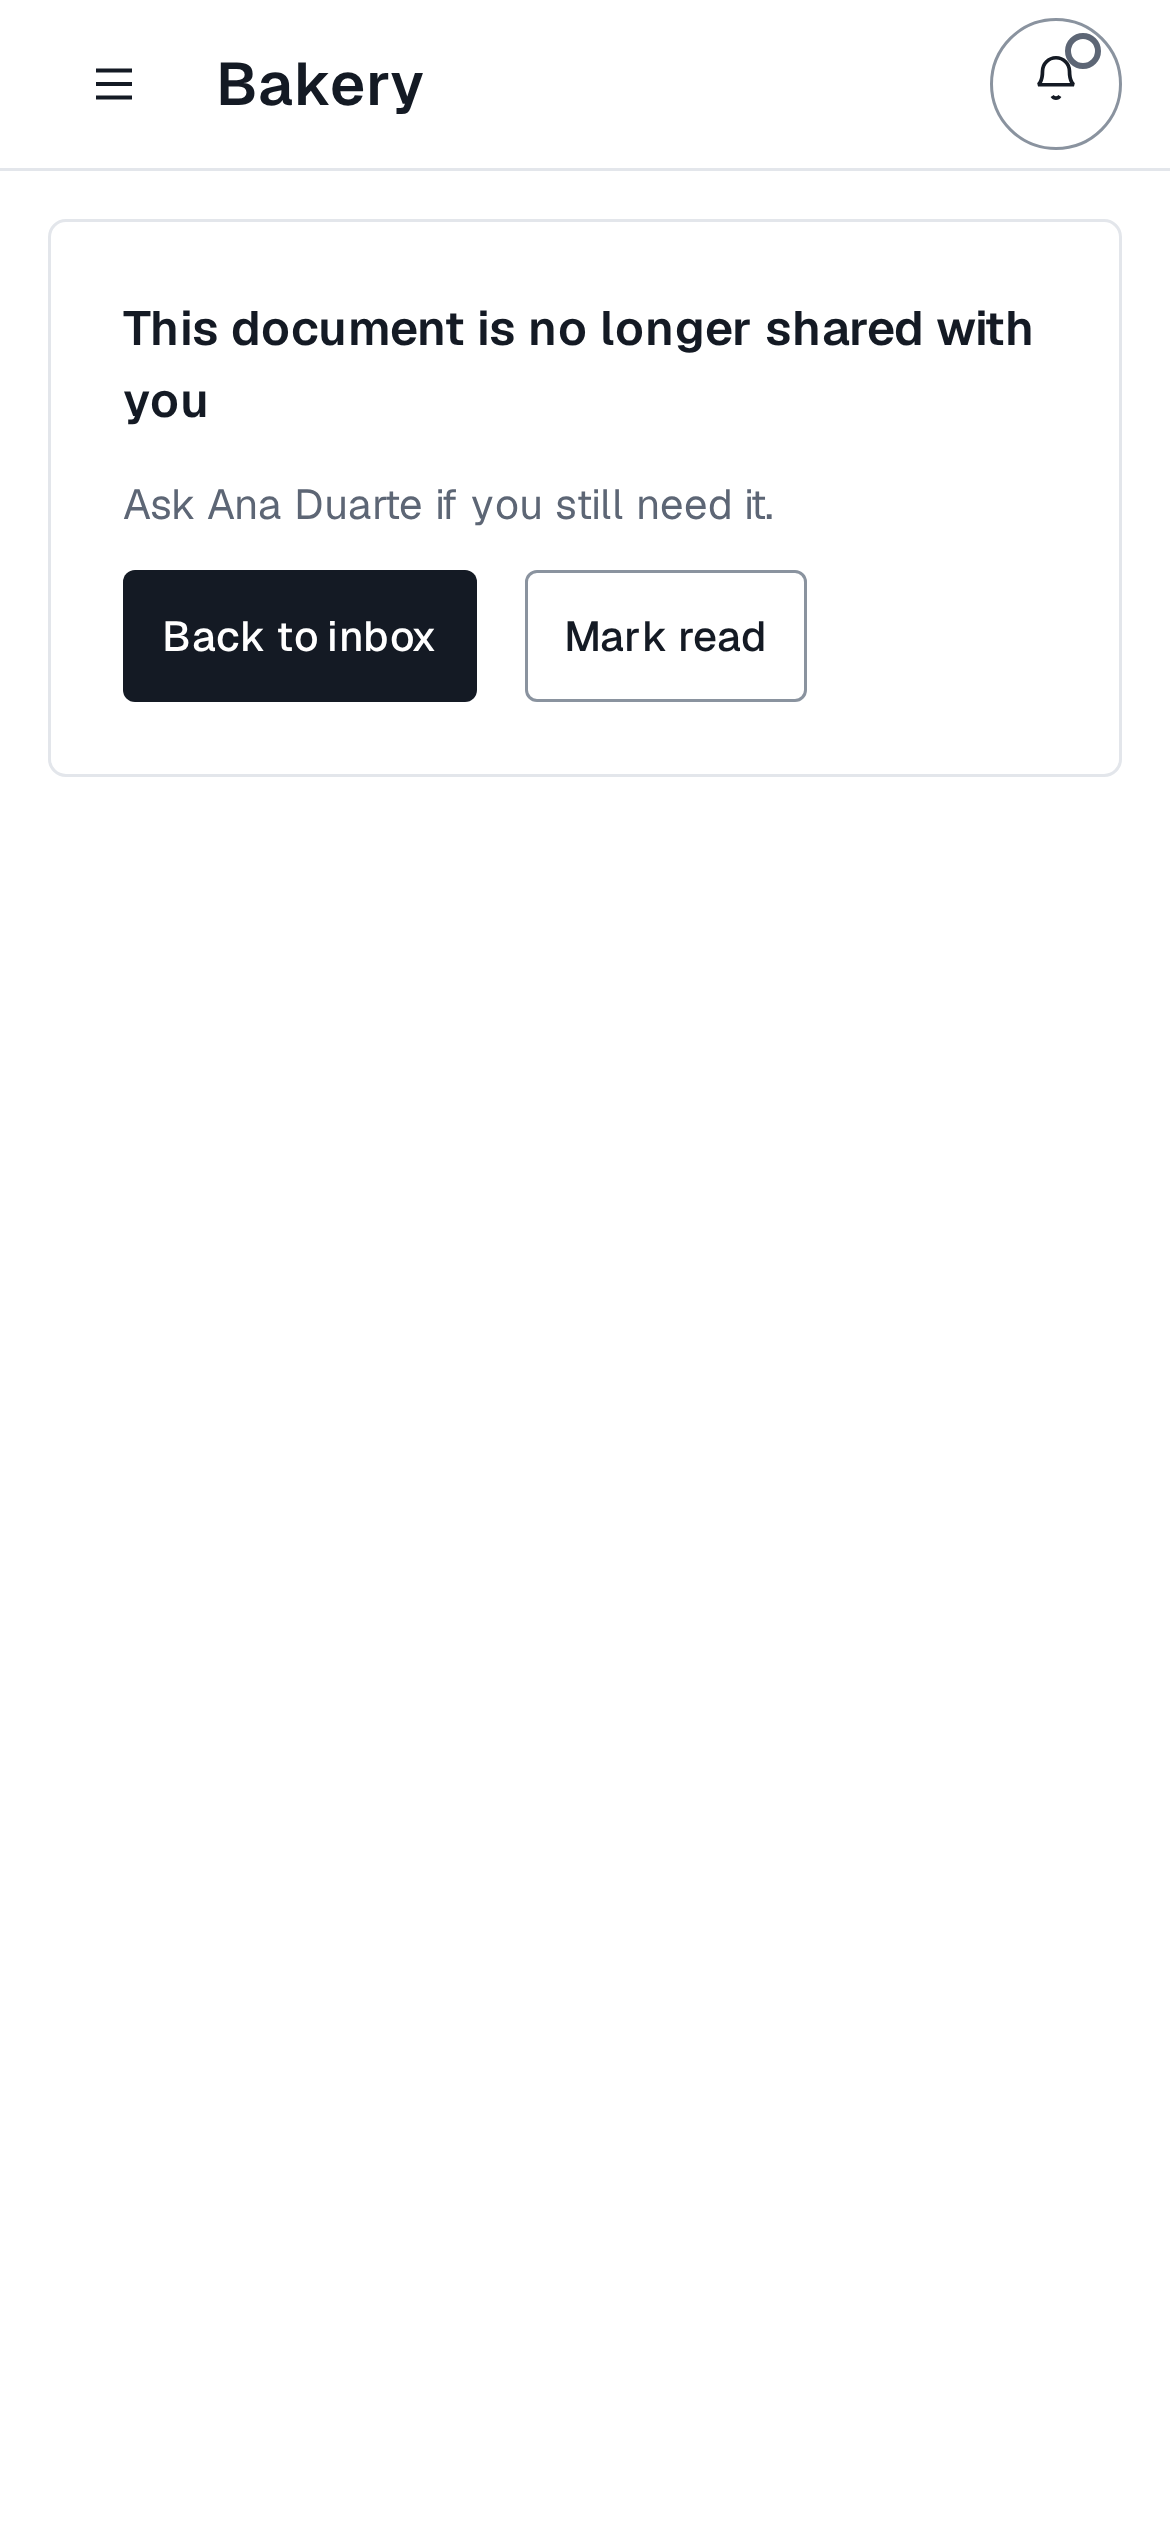 Bakery
This document is no longer shared with
you
Ask Ana Duarte if you still need it.
Back to inbox
Mark read